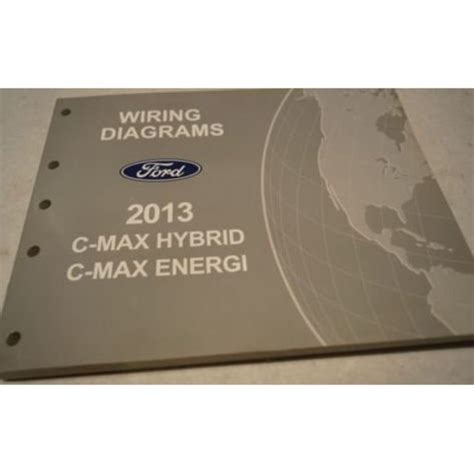 WIRING
DIAGRAMS
Ford
2013
C-MAX HYBRID
C-MAX ENERGI